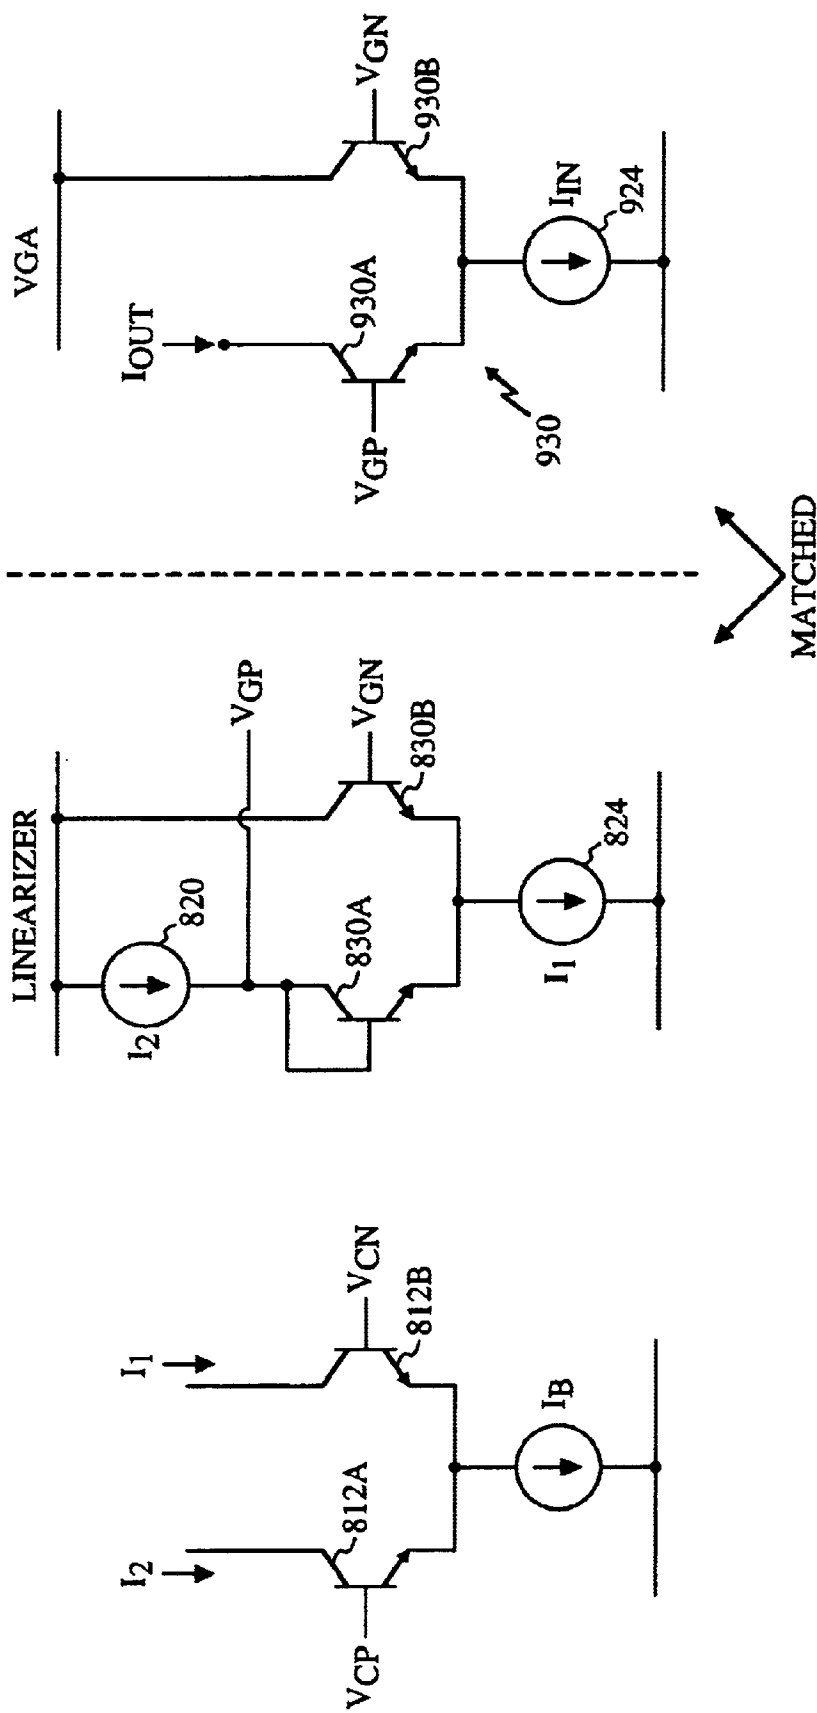 I2
I1
812A
VCP
VCN
812B
IB
LINEARIZER
I2
820
VGP
830A
VGN
830B
I1
824
VGA
IOUT
930A
VGP
VGN
930B
930
IIN
924
MATCHED